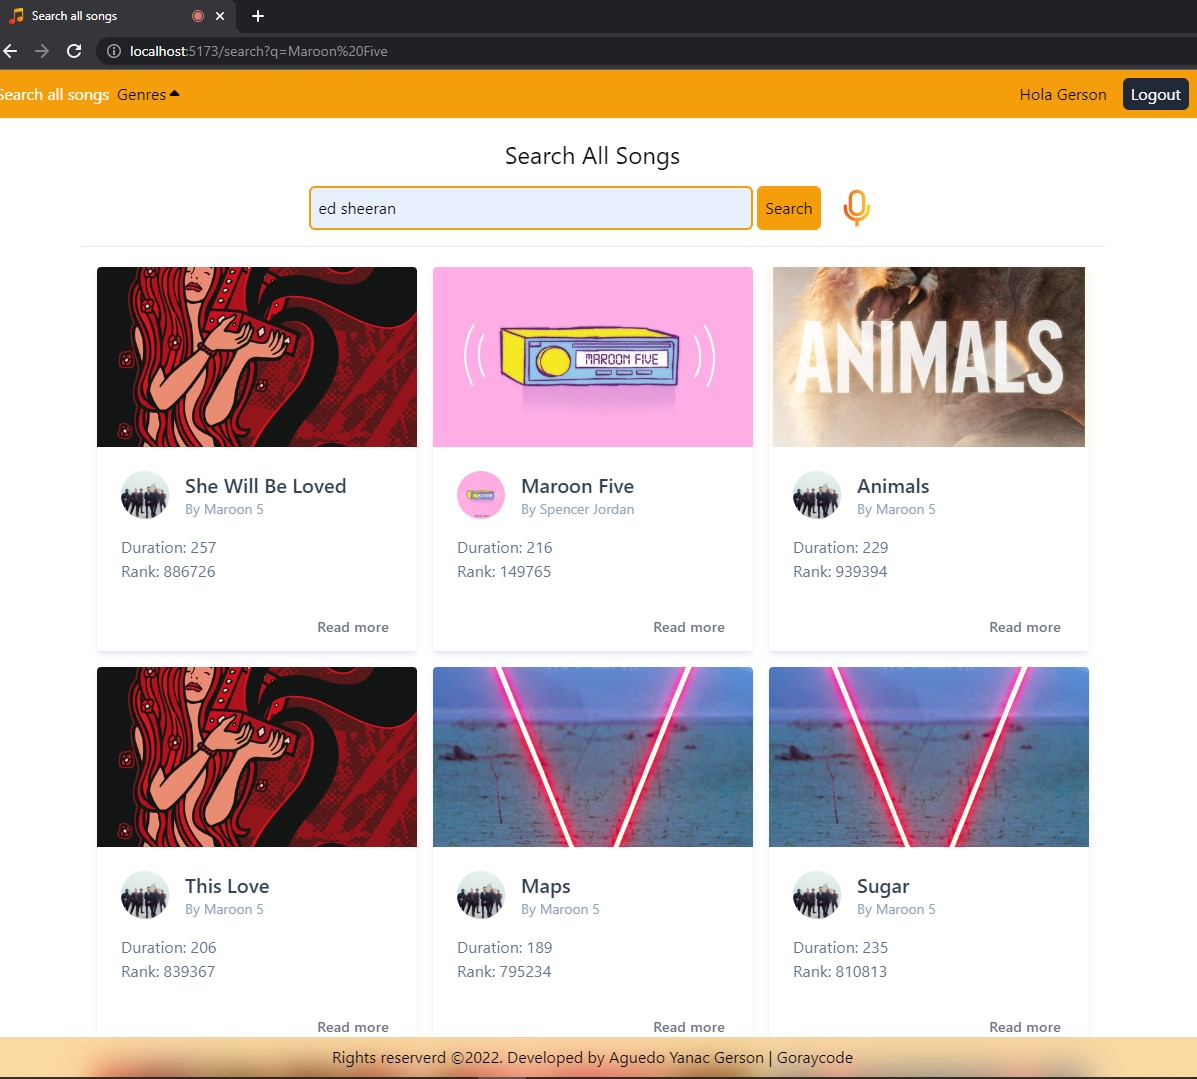 Search all songs
localhost:5173/search?q=Maroon%20Five
Search all songs Genres Hola Gerson Logout
Search All Songs
ed sheeran Search
MAROON FIVE
ANIMALS
She Will Be Loved
By Maroon 5
Duration: 257
Rank: 886726
Read more
Maroon Five
By Spencer Jordan
Duration: 216
Rank: 149765
Read more
Animals
By Maroon 5
Duration: 229
Rank: 939394
Read more
This Love
By Maroon 5
Duration: 206
Rank: 839367
Read more
Maps
By Maroon 5
Duration: 189
Rank: 795234
Read more
Sugar
By Maroon 5
Duration: 235
Rank: 810813
Read more
Rights reserverd ©2022. Developed by Aguedo Yanac Gerson | Goraycode